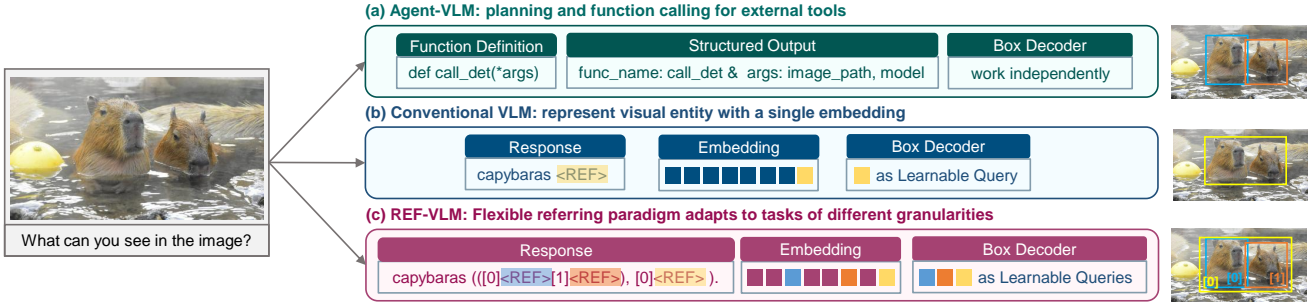 (a) Agent-VLM: planning and function calling for external tools
Function Definition
def call_det(*args)
Structured Output
func_name: call_det & args: image_path, model
Box Decoder
work independently
(b) Conventional VLM: represent visual entity with a single embedding
Response
capybaras <REF>
Embedding
Box Decoder
as Learnable Query
What can you see in the image?
(c) REF-VLM: Flexible referring paradigm adapts to tasks of different granularities
Response
capybaras (([0]<REF>[1]<REF>), [0]<REF> ).
Embedding
Box Decoder
as Learnable Queries
[0] [0] [1]